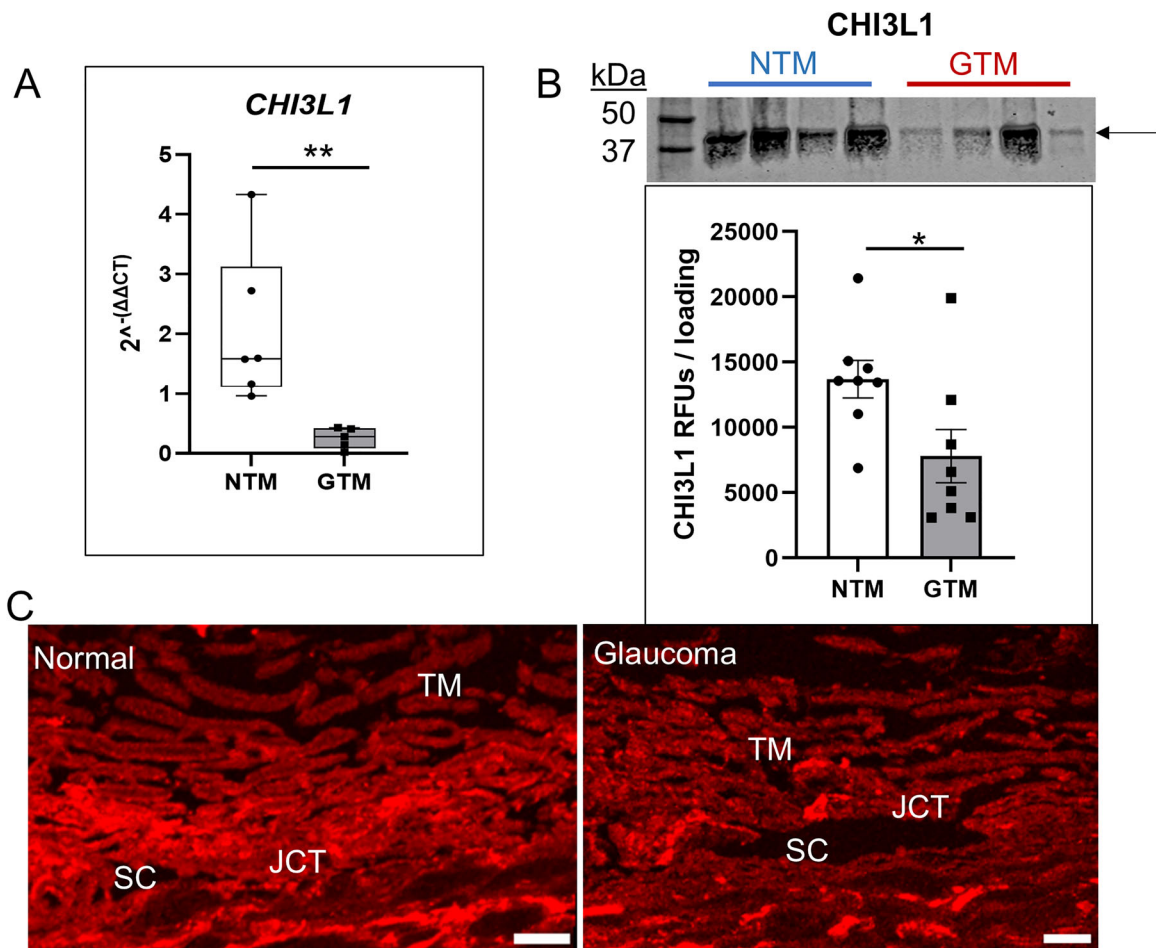 A
CHI3L1
**
5
4
3
2
1
0
2^-(ΔΔCT)
NTM
GTM
B
CHI3L1
kDa
NTM
GTM
50
37
25000
20000
15000
10000
5000
0
*
CHI3L1 RFUs / loading
NTM
GTM
C
Normal
TM
SC
JCT
Glaucoma
TM
JCT
SC